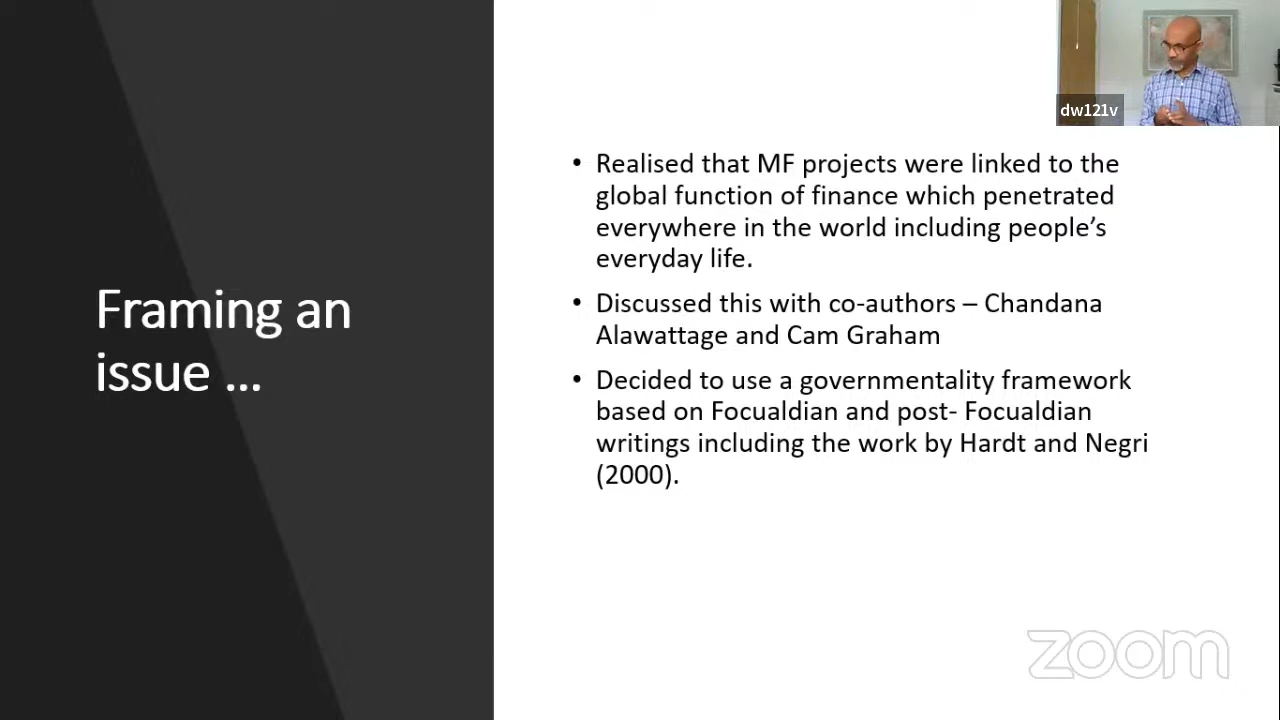 dw121v
Framing an
issue ...
• Realised that MF projects were linked to the
global function of finance which penetrated
everywhere in the world including people’s
everyday life.
• Discussed this with co-authors – Chandana
Alawattage and Cam Graham
• Decided to use a governmentality framework
based on Focualdian and post- Focualdian
writings including the work by Hardt and Negri
(2000).
zoom